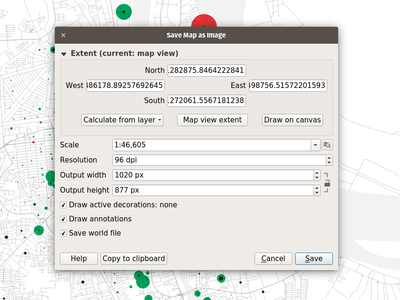 Save Map as Image
Extent (current: map view)
North .282875.8464222841
West 486178.89257692645 East 498756.51572201593
South .272061.5567181238
Calculate from layer Map view extent Draw on canvas
Scale 1:46,605
Resolution 96 dpi
Output width 1020 px
Output height 877 px
Draw active decorations: none
Draw annotations
Save world file
Help Copy to clipboard Cancel Save